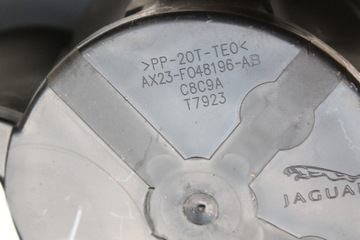 >PP-20T-TEO<
AX23-F048196-AB
C8C9A
T7923
JAGUAR